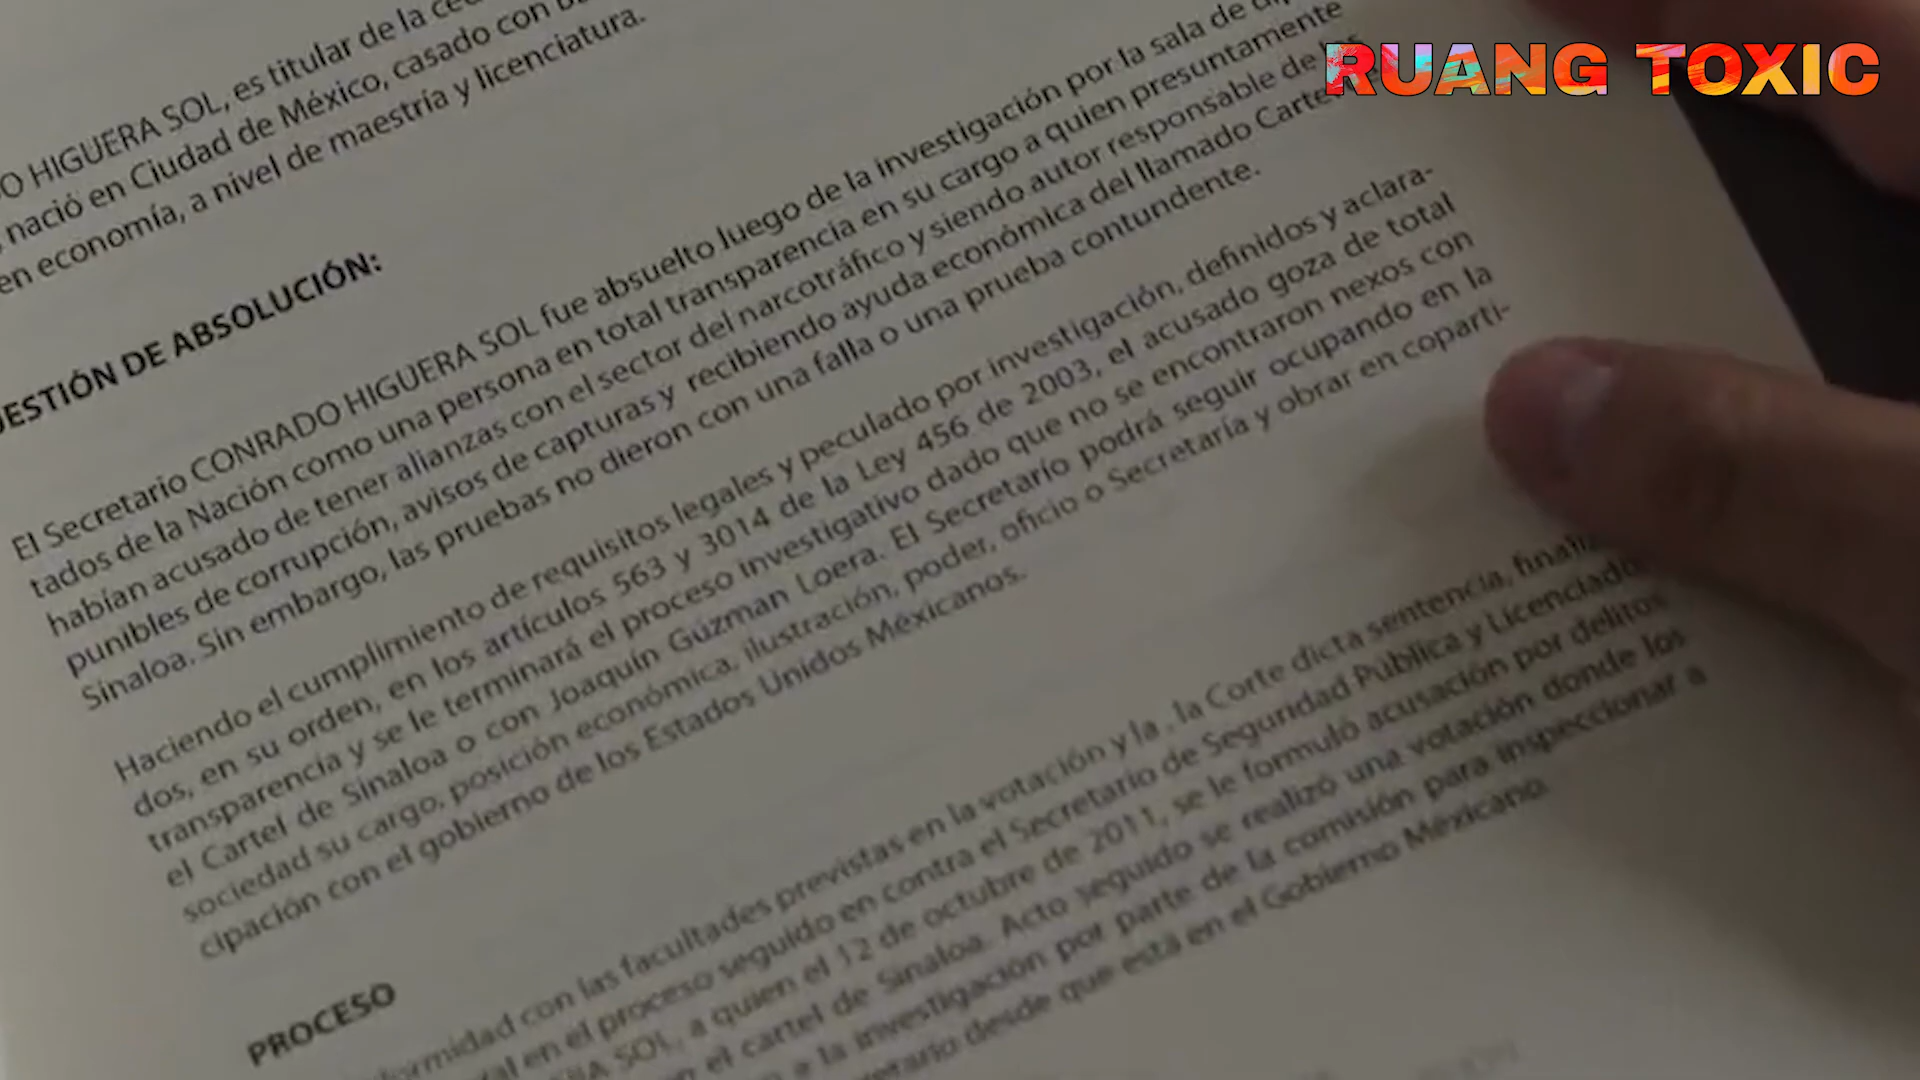 RUANG TOXIC
O HIGUERA SOL, es titular de la
nació en Ciudad de México, casado con
en economía, a nivel de maestría y licenciatura.
UESTIÓN DE ABSOLUCIÓN:
El Secretario CONRADO HIGUERA SOL fue absuelto luego de la investigación por la sala de
tados de la Nación como una persona en total transparencia en su cargo a quien presuntamente
habían acusado de tener alianzas con el sector del narcotráfico y siendo autor responsable de
punibles de corrupción, avisos de capturas y recibiendo ayuda económica del llamado Cartel
Sinaloa. Sin embargo, las pruebas no dieron con una falla o una prueba contundente.
Haciendo el cumplimiento de requisitos legales y peculado por investigación, definidos y aclara-
dos, en su orden, en los artículos 563 y 3014 de la Ley 456 de 2003, el acusado goza de total
transparencia y se le terminará el proceso investigativo dado que no se encontraron nexos con
el Cartel de Sinaloa o con Joaquín Guzman Loera. El Secretario podrá seguir ocupando en la
sociedad su cargo, posición económica, ilustración, poder, oficio o Secretaría y obrar en coparti-
cipación con el gobierno de los Estados Unidos Méxicanos.
PROCESO
ormidad con las facultades previstas en la votación y la , la Corte dicta sentencia,
al en el proceso seguido en contra el Secretario de Seguridad Pública y Licenciado
SOL, a quien el 12 de octubre de 2011, se le formuló acusación por delitos
el cartel de Sinaloa. Acto seguido se realizó una votación donde los
a la investigación por parte de la comisión para inspeccionar a
retario desde que está en el Gobierno Méxicano.